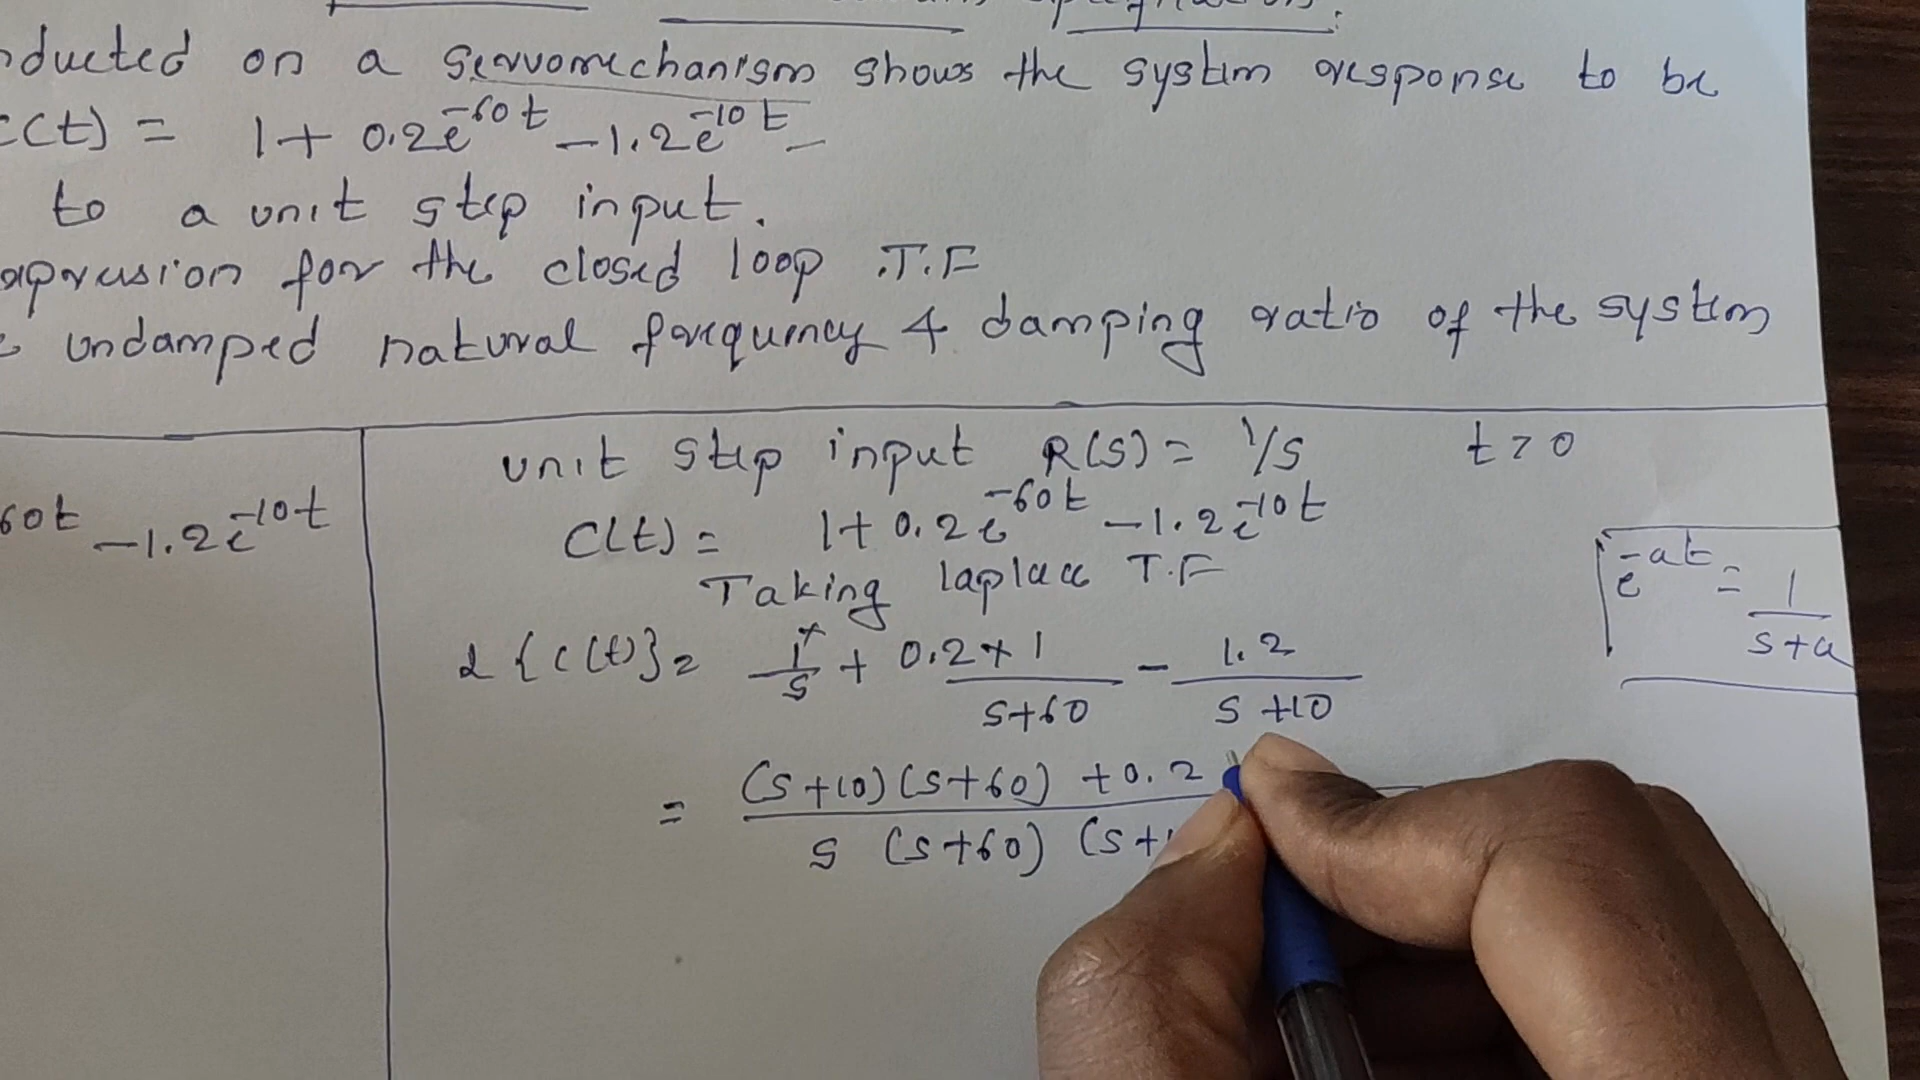 on a servomechanism shows the system response to be
c(t) = 1 + 0.2e^-60t - 1.2e^-10t
to a unit step input.
for the closed loop T.F
undamped natural frequency & damping ratio of the system
unit step input R(s) = 1/s t ≥ 0
60t - 1.2e^-10t
C(t) = 1 + 0.2e^-60t - 1.2e^-10t
Taking laplace T.F
e^-at = 1/(s+a)
L{c(t)} = 1/s + 0.2×1/(s+60) - 1.2/(s+10)
= (s+10)(s+60) + 0.2
s (s+60) (s+